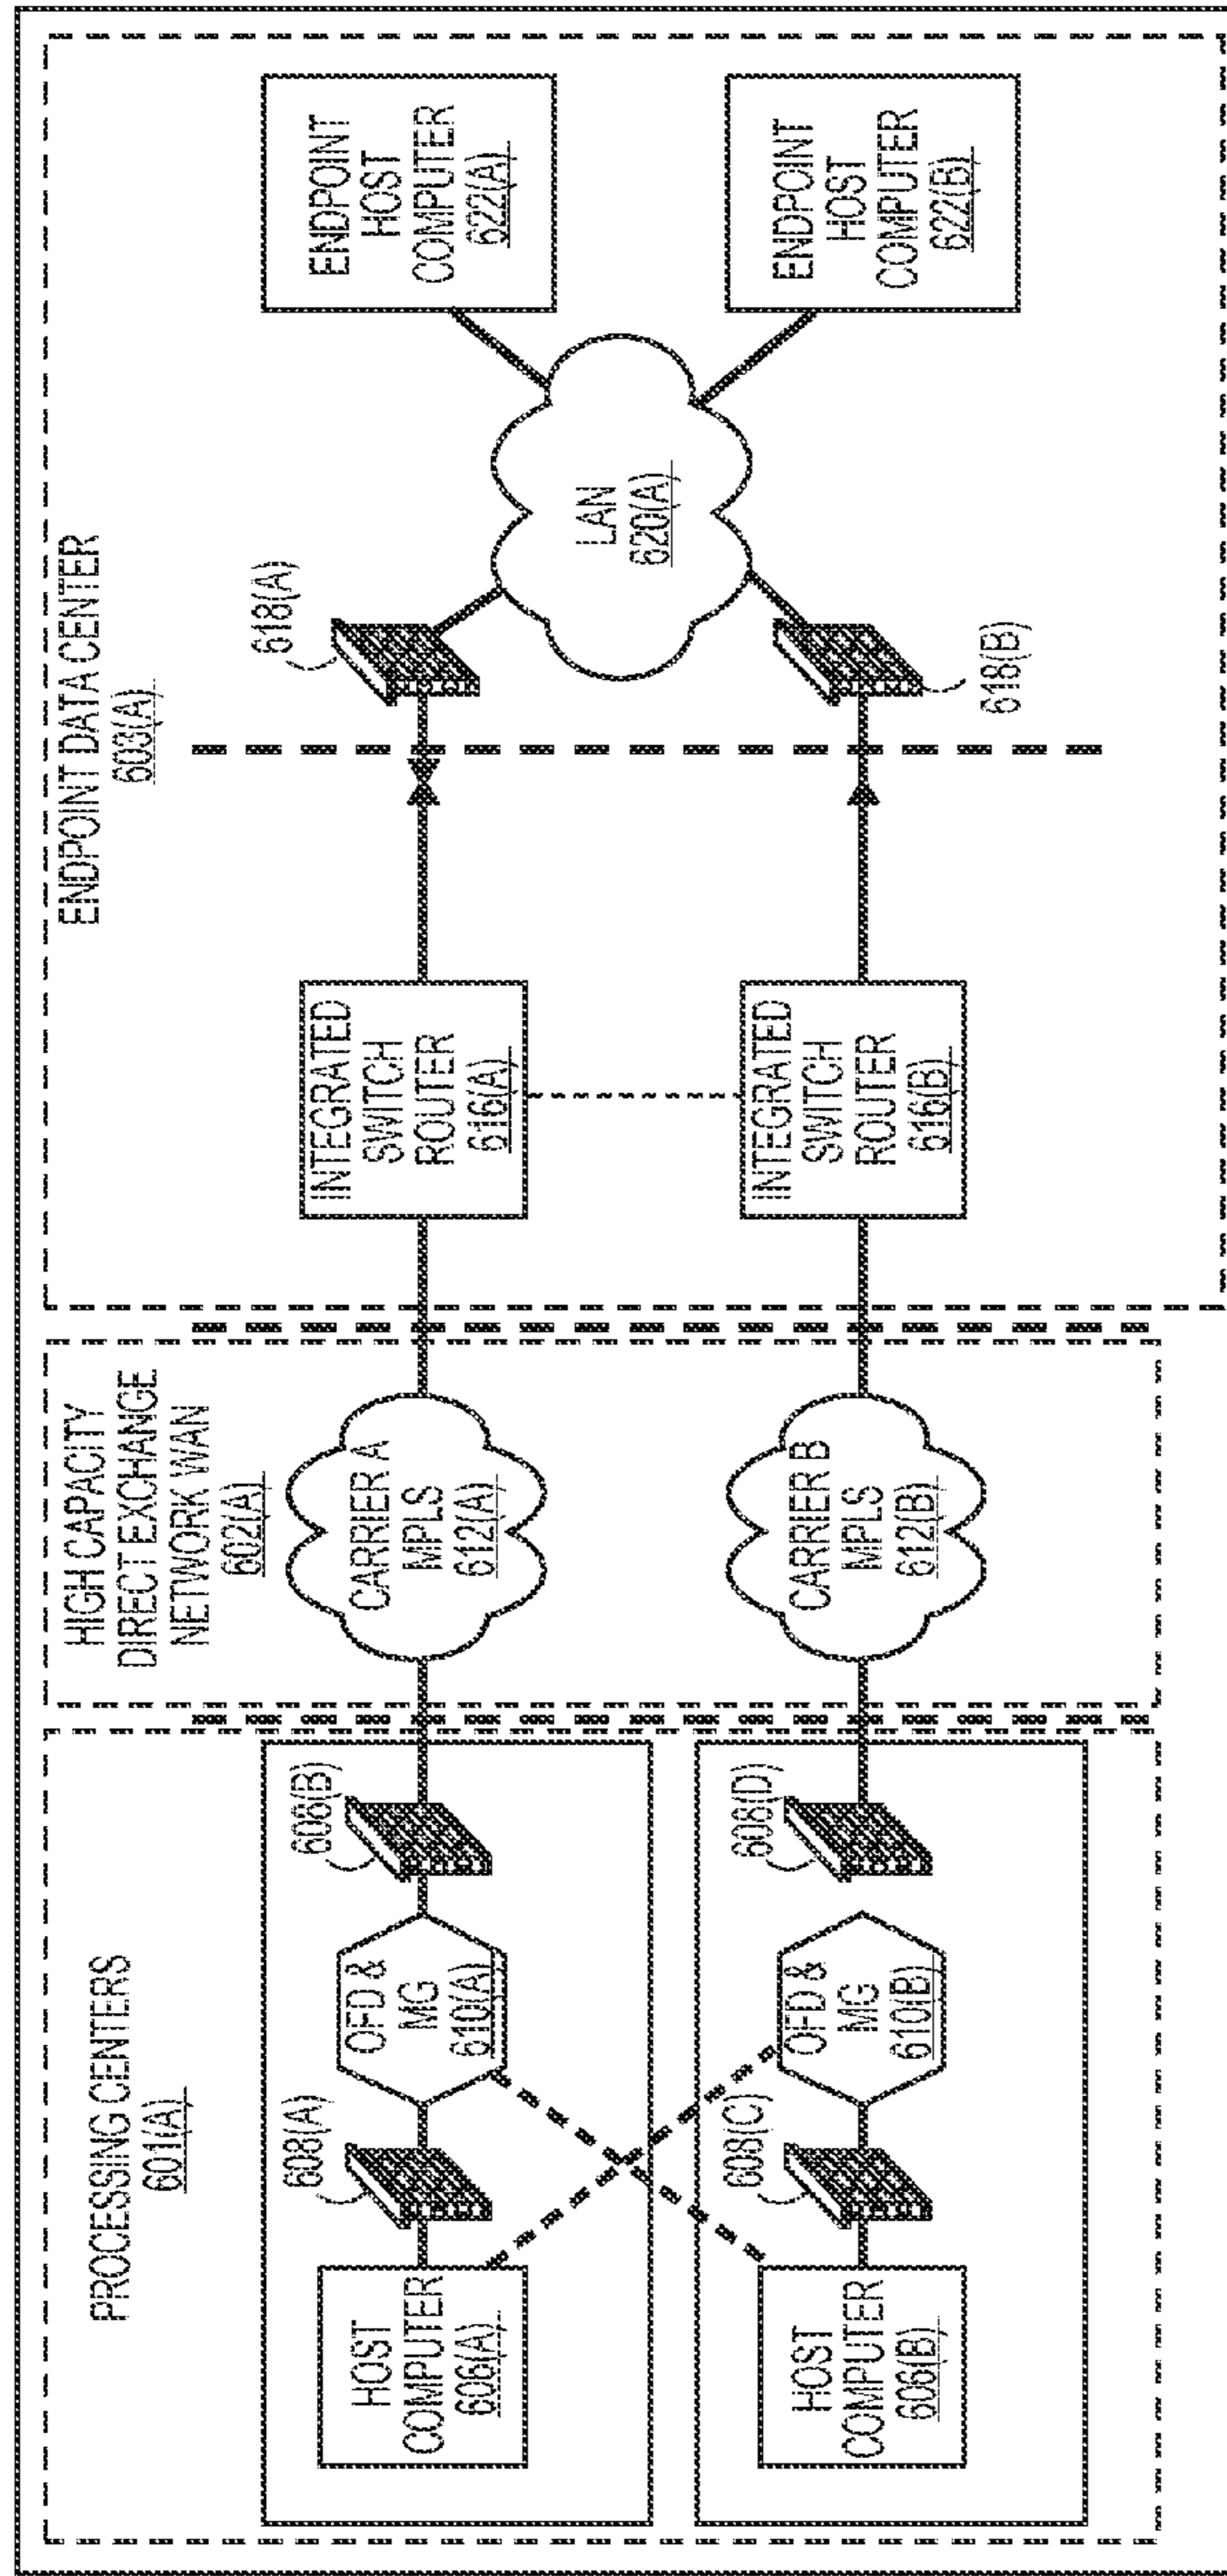 PROCESSING CENTERS
601(A)
HOST
COMPUTER
606(A)
608(A)
OFD &
MG
610(A)
608(B)
HOST
COMPUTER
606(B)
608(C)
OFD &
MG
610(B)
608(D)
HIGH CAPACITY
DIRECT EXCHANGE
NETWORK WAN
602(A)
CARRIER A
MPLS
612(A)
CARRIER B
MPLS
612(B)
ENDPOINT DATA CENTER
603(A)
INTEGRATED
SWITCH
ROUTER
616(A)
INTEGRATED
SWITCH
ROUTER
616(B)
618(A)
618(B)
LAN
620(A)
ENDPOINT
HOST
COMPUTER
622(A)
ENDPOINT
HOST
COMPUTER
622(B)